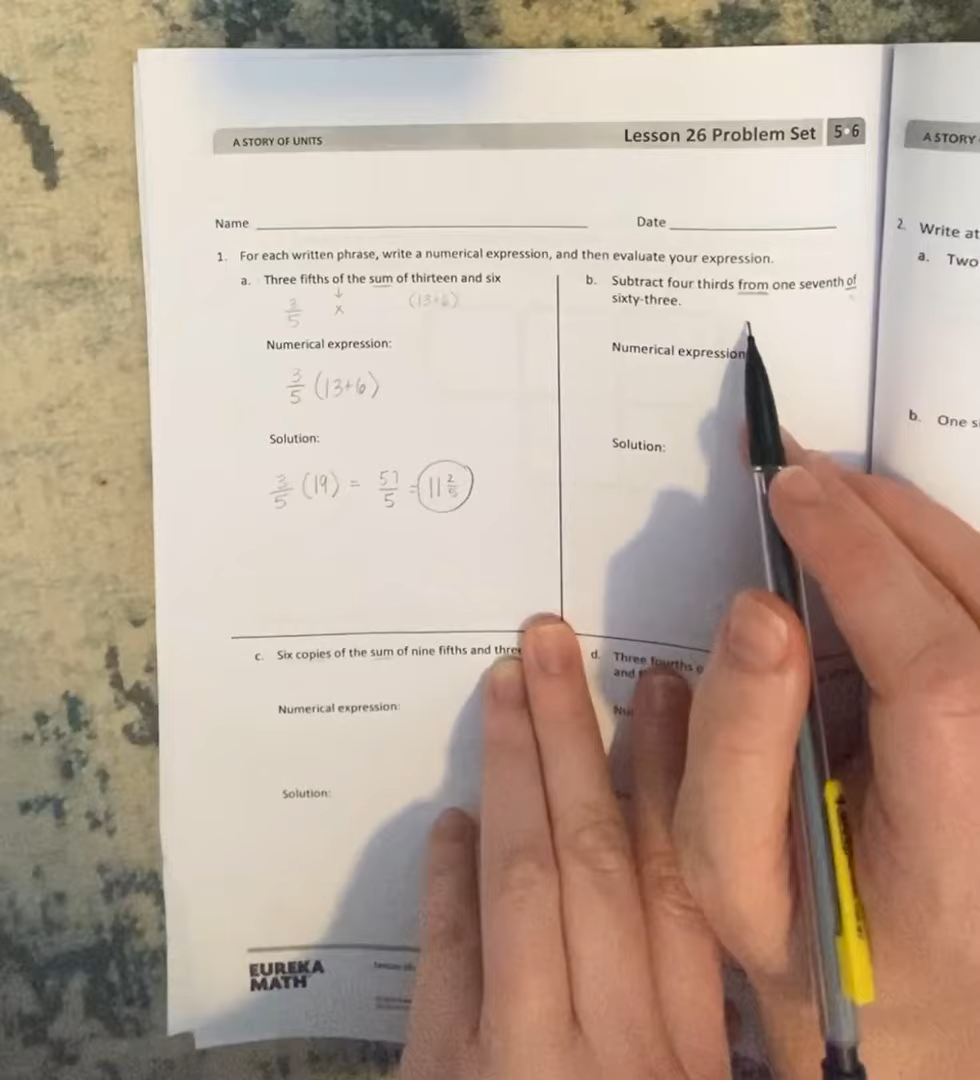 A STORY OF UNITS
Lesson 26 Problem Set 5•6
A STORY
Name
Date
1. For each written phrase, write a numerical expression, and then evaluate your expression.
a. Three fifths of the sum of thirteen and six
3/5 × (13+6)
Numerical expression:
3/5 (13+6)
Solution:
3/5 (19) = 57/5 = 11 2/5
b. Subtract four thirds from one seventh of
sixty-three.
Numerical expression
Solution:
c. Six copies of the sum of nine fifths and
Numerical expression:
Solution:
d. Three fourths
and
2. Write at
a. Two
b. One
EUREKA
MATH